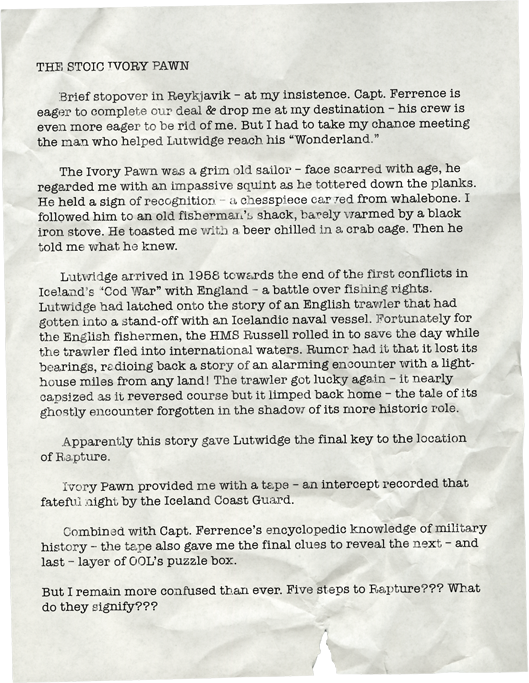 THE STOIC IVORY PAWN
Brief stopover in Reykjavik - at my insistence. Capt. Ferrence is
eager to complete our deal & drop me at my destination - his crew is
even more eager to be rid of me. But I had to take my chance meeting
the man who helped Lutwidge reach his "Wonderland."
The Ivory Pawn was a grim old sailor - face scarred with age, he
regarded me with an impassive squint as he tottered down the planks.
He held a sign of recognition - a chesspiece carved from whalebone. I
followed him to an old fisherman's shack, barely warmed by a black
iron stove. He toasted me with a beer chilled in a crab cage. Then he
told me what he knew.
Lutwidge arrived in 1958 towards the end of the first conflicts in
Iceland's "Cod War" with England - a battle over fishing rights.
Lutwidge had latched onto the story of an English trawler that had
gotten into a stand-off with an Icelandic naval vessel. Fortunately for
the English fishermen, the HMS Russell rolled in to save the day while
the trawler fled into international waters. Rumor had it that it lost its
bearings, radioing back a story of an alarming encounter with a light-
house miles from any land! The trawler got lucky again - it nearly
capsized as it reversed course but it limped back home - the tale of its
ghostly encounter forgotten in the shadow of its more historic role.
Apparently this story gave Lutwidge the final key to the location
of Rapture.
Ivory Pawn provided me with a tape - an intercept recorded that
fateful night by the Iceland Coast Guard.
Combined with Capt. Ferrence's encyclopedic knowledge of military
history - the tape also gave me the final clues to reveal the next - and
last - layer of OOL's puzzle box.
But I remain more confused than ever. Five steps to Rapture??? What
do they signify???